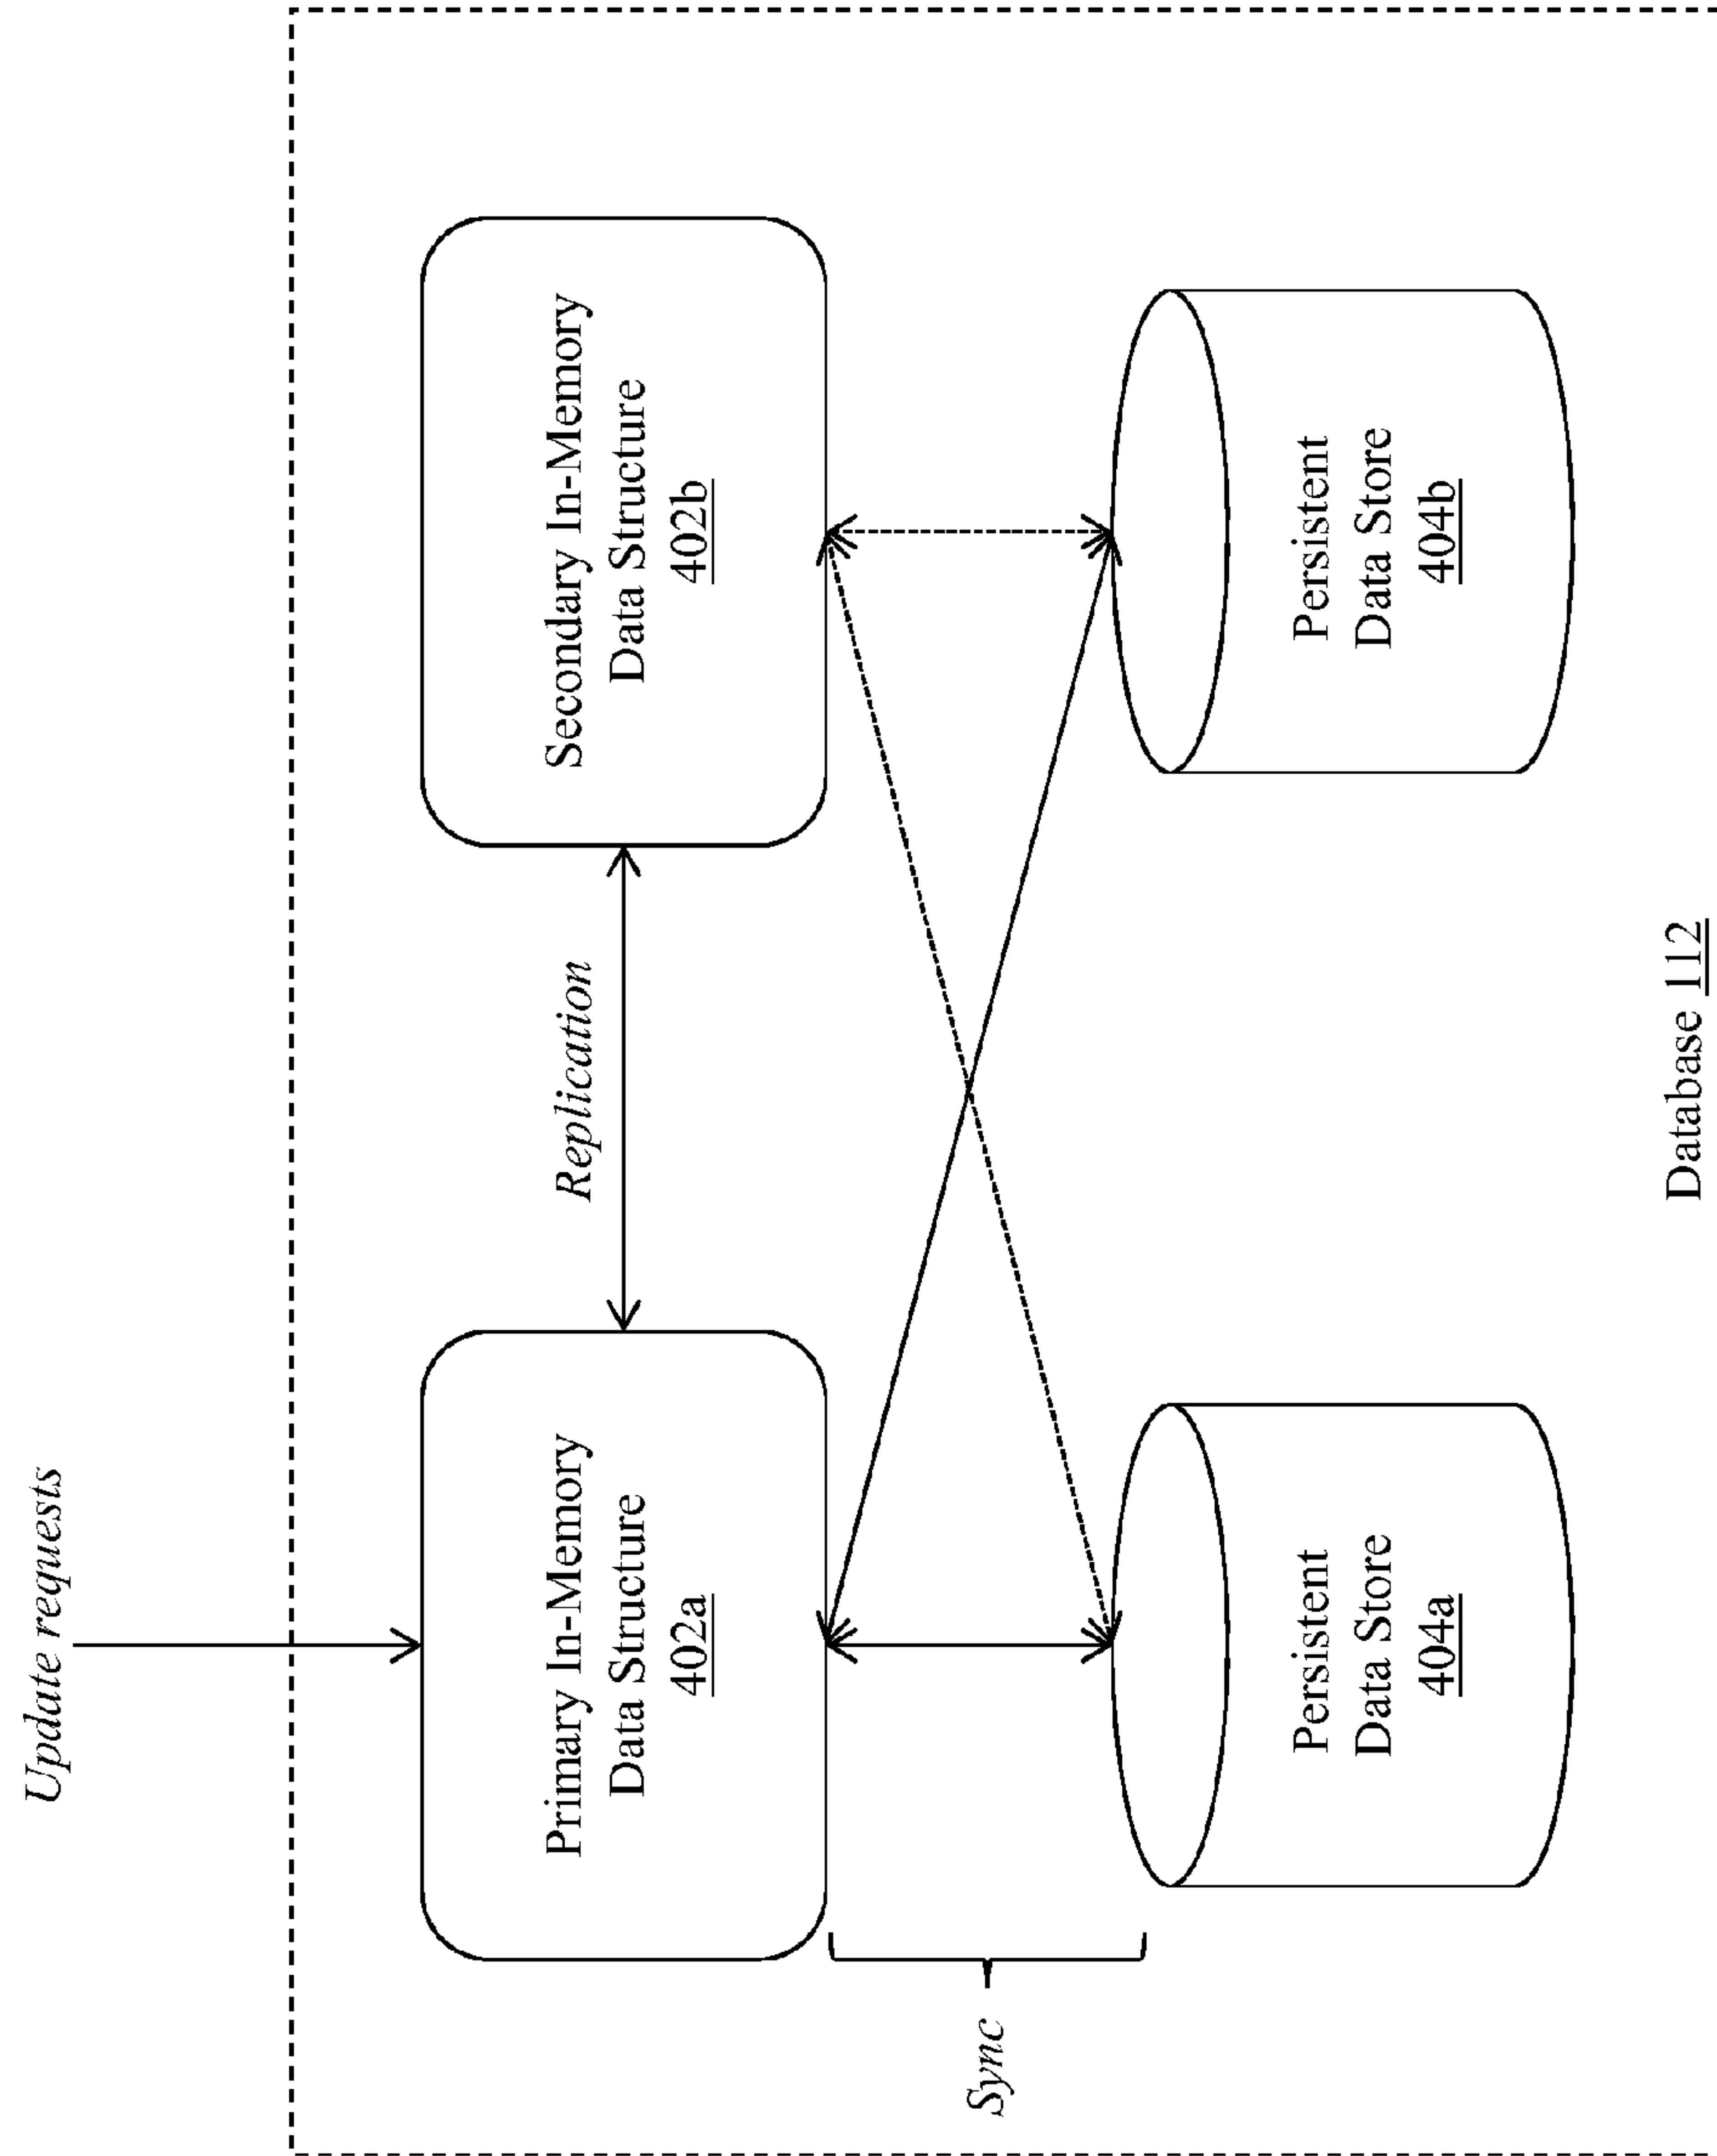 Update requests
Primary In-Memory
Data Structure
402a
Replication
Secondary In-Memory
Data Structure
402b
Sync
Persistent
Data Store
404a
Persistent
Data Store
404b
Database 112